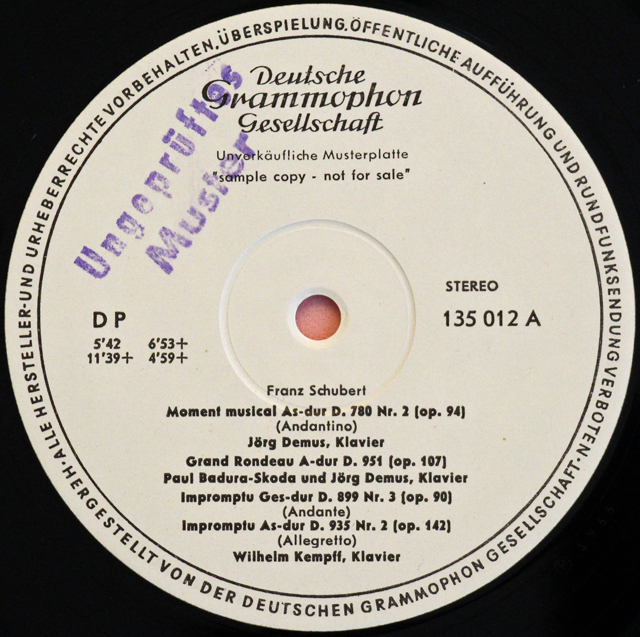 ALLE HERSTELLER-UND URHEBERRECHTE VORBEHALTEN. ÜBERSPIELUNG. ÖFFENTLICHE AUFFÜHRUNG UND RUNDFUNKSENDUNG VERBOTEN·
Deutsche
Grammophon
Gesellschaft
Unverkäufliche Musterplatte
"sample copy - not for sale"
Ungeprüftes
Muster
STEREO
135 012 A
DP
5'42 6'53+
11'39+ 4'59+
Franz Schubert
Moment musical As-dur D. 780 Nr. 2 (op. 94)
(Andantino)
Jörg Demus, Klavier
Grand Rondeau A-dur D. 951 (op. 107)
Paul Badura-Skoda und Jörg Demus, Klavier
Impromptu Ges-dur D. 899 Nr. 3 (op. 90)
(Andante)
Impromptu As-dur D. 935 Nr. 2 (op. 142)
(Allegretto)
Wilhelm Kempff, Klavier
HERGESTELLT VON DER DEUTSCHEN GRAMMOPHON GESELLSCHAFT·